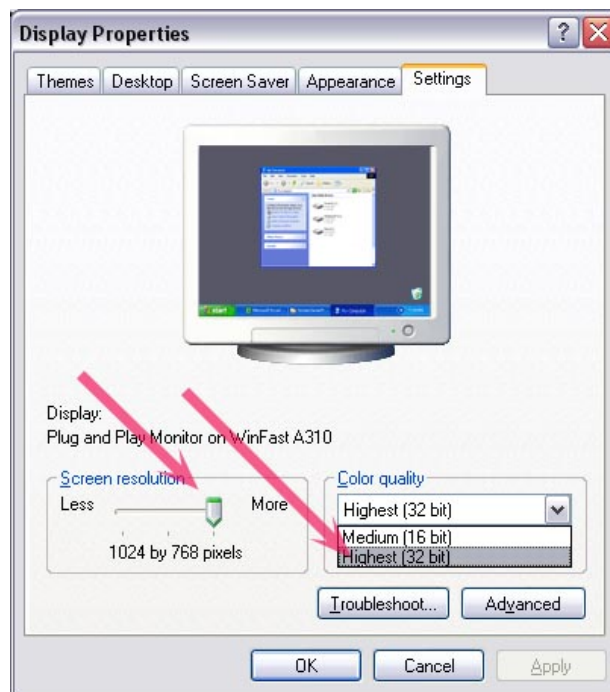 Display Properties
Themes Desktop Screen Saver Appearance Settings
start
Display:
Plug and Play Monitor on WinFast A310
Screen resolution
Less More
1024 by 768 pixels
Color quality
Highest (32 bit)
Medium (16 bit)
Highest (32 bit)
Troubleshoot... Advanced
OK Cancel Apply